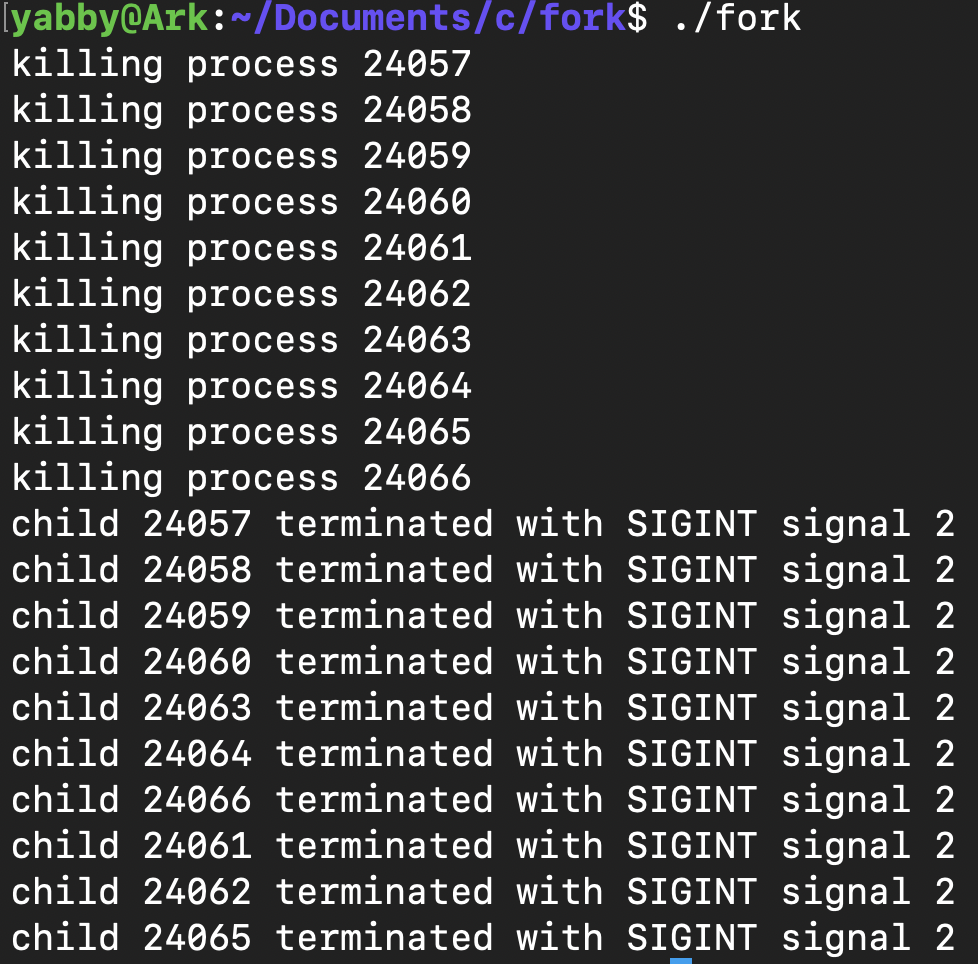 yabby@Ark:~/Documents/c/fork$ ./fork
killing process 24057
killing process 24058
killing process 24059
killing process 24060
killing process 24061
killing process 24062
killing process 24063
killing process 24064
killing process 24065
killing process 24066
child 24057 terminated with SIGINT signal 2
child 24058 terminated with SIGINT signal 2
child 24059 terminated with SIGINT signal 2
child 24060 terminated with SIGINT signal 2
child 24063 terminated with SIGINT signal 2
child 24064 terminated with SIGINT signal 2
child 24066 terminated with SIGINT signal 2
child 24061 terminated with SIGINT signal 2
child 24062 terminated with SIGINT signal 2
child 24065 terminated with SIGINT signal 2